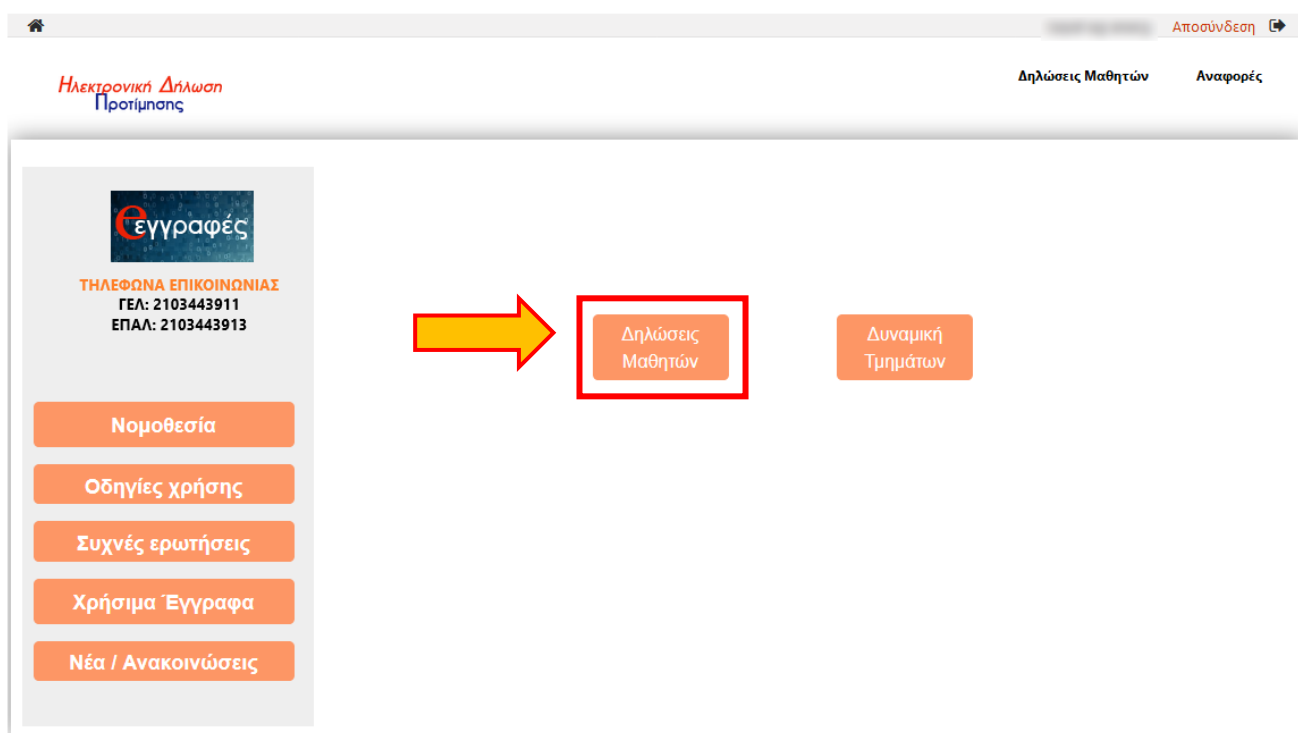 Αποσύνδεση
Ηλεκτρονική Δήλωση
Προτίμησης
Δηλώσεις Μαθητών
Αναφορές
eεγγραφές
ΤΗΛΕΦΩΝΑ ΕΠΙΚΟΙΝΩΝΙΑΣ
ΓΕΛ: 2103443911
ΕΠΑΛ: 2103443913
Νομοθεσία
Οδηγίες χρήσης
Συχνές ερωτήσεις
Χρήσιμα Έγγραφα
Νέα / Ανακοινώσεις
Δηλώσεις
Μαθητών
Δυναμική
Τμημάτων